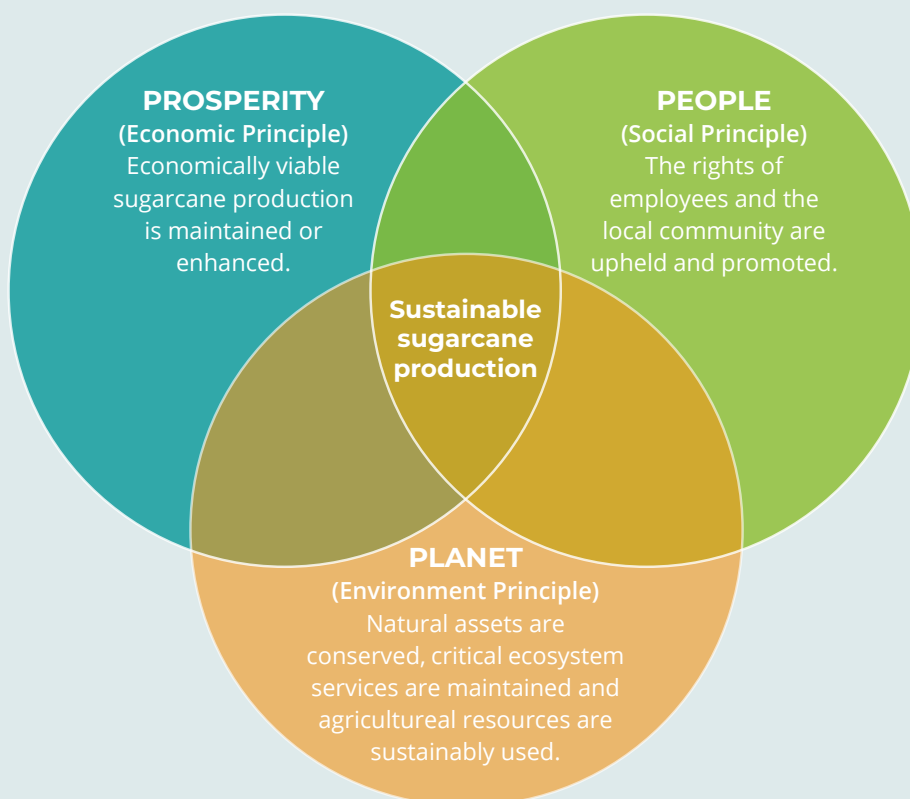 PROSPERITY
(Economic Principle)
Economically viable
sugarcane production
is maintained or
enhanced.
PEOPLE
(Social Principle)
The rights of
employees and the
local community are
upheld and promoted.
Sustainable
sugarcane
production
PLANET
(Environment Principle)
Natural assets are
conserved, critical ecosystem
services are maintained and
agricultureal resources are
sustainably used.